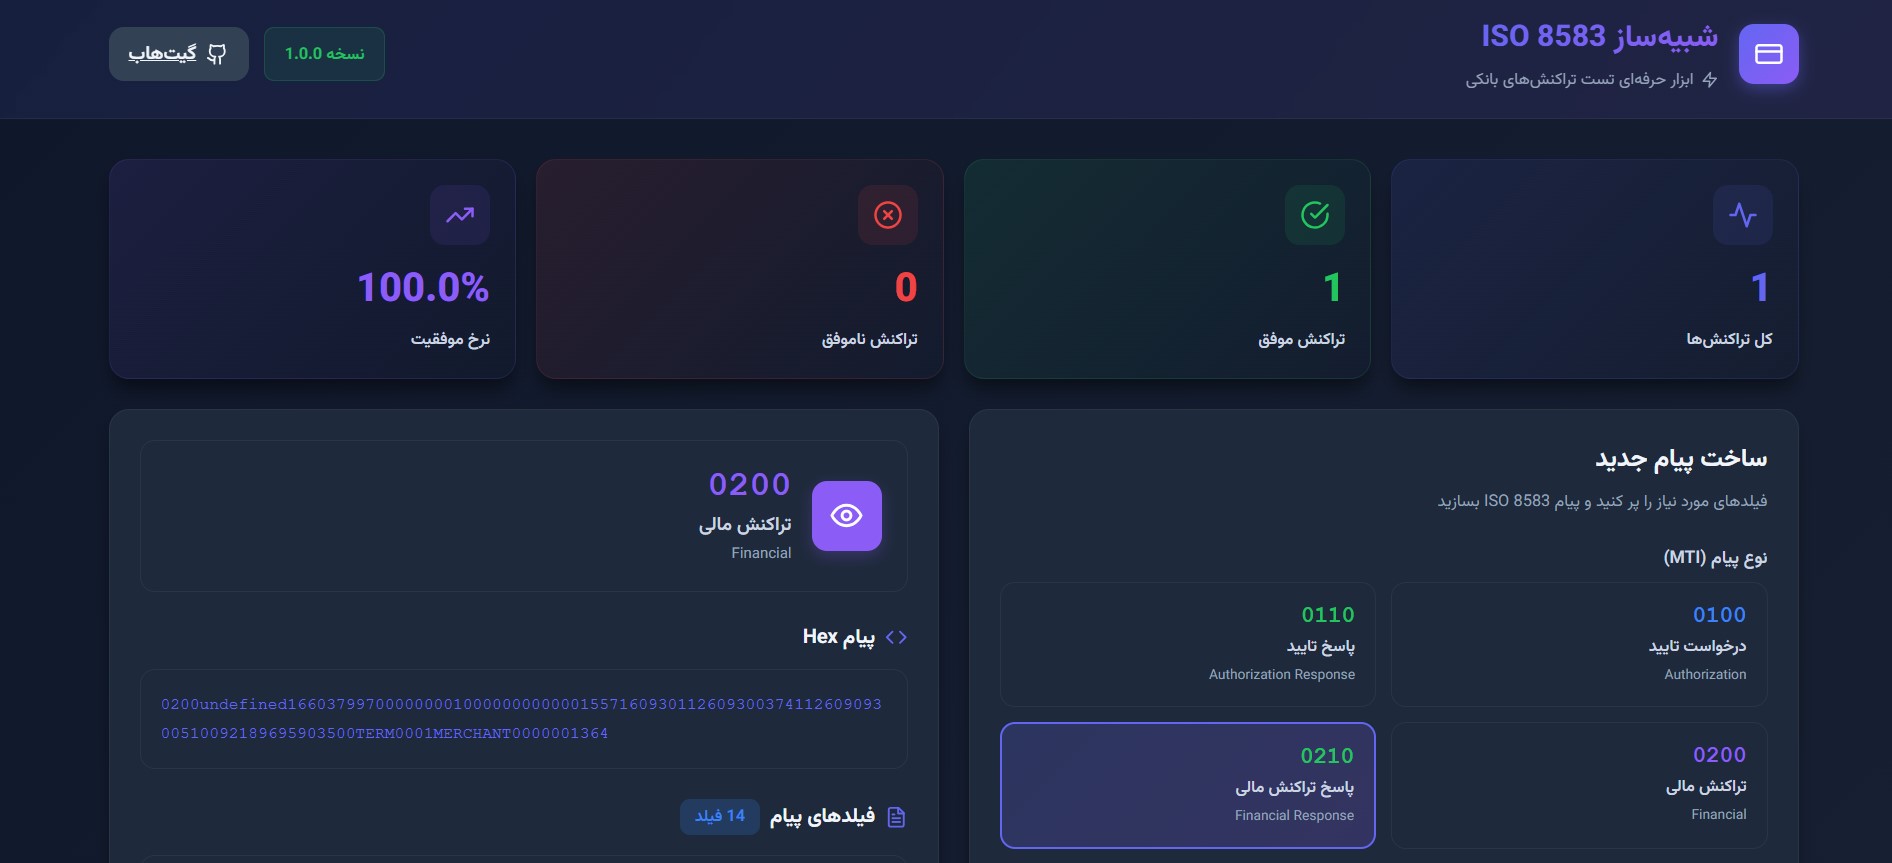 شبیه‌ساز ISO 8583
ابزار حرفه‌ای تست تراکنش‌های بانکی
نسخه 1.0.0
گیت‌هاب
1
کل تراکنش‌ها
1
تراکنش موفق
0
تراکنش ناموفق
100.0%
نرخ موفقیت
ساخت پیام جدید
فیلدهای مورد نیاز را پر کنید و پیام ISO 8583 بسازید
نوع پیام (MTI)
0100
درخواست تایید
Authorization
0110
پاسخ تایید
Authorization Response
0200
تراکنش مالی
Financial
0210
پاسخ تراکنش مالی
Financial Response
0200
تراکنش مالی
Financial
پیام Hex
0200undefined16603799700000000010000000000001557160930112609300374112609093
00510092189695903500TERM0001MERCHANT0000001364
فیلدهای پیام
14 فیلد